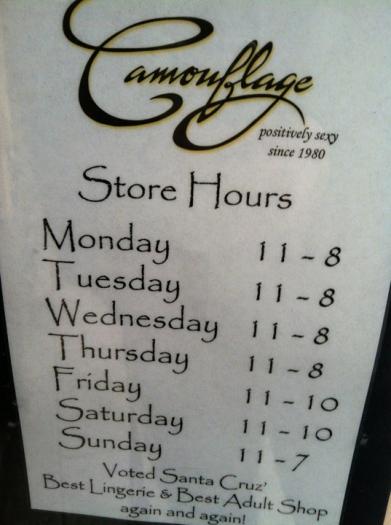 Camouflage
positively sexy
since 1980
Store Hours
Monday 11 - 8
Tuesday 11 - 8
Wednesday 11 - 8
Thursday 11 - 8
Friday 11 - 10
Saturday 11 - 10
Sunday 11 - 7
Voted Santa Cruz'
Best Lingerie & Best Adult Shop
again and again!